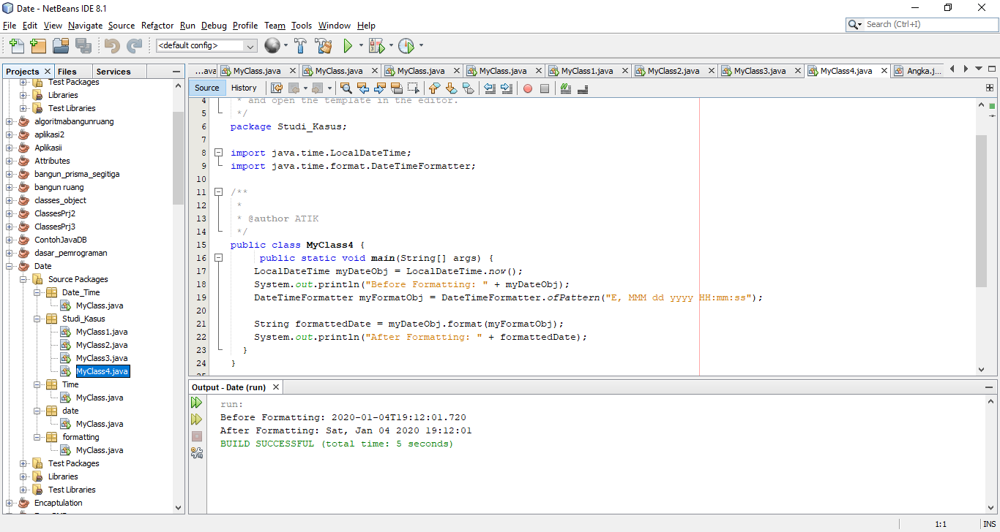 Date - NetBeans IDE 8.1
File Edit View Navigate Source Refactor Run Debug Profile Team Tools Window Help
Search (Ctrl+I)
<default config>
Projects Files Services
Test Packages
Libraries
Test Libraries
algoritmabangunruang
aplikasi2
Aplikasii
Attributes
bangun_prisma_segitiga
bangun ruang
classes_object
ClassesPrj2
ClassesPrj3
ContohJavaDB
dasar_pemrograman
Date
Source Packages
Date_Time
MyClass.java
Studi_Kasus
MyClass1.java
MyClass2.java
MyClass3.java
MyClass4.java
Time
MyClass.java
date
MyClass.java
formatting
MyClass.java
Test Packages
Libraries
Test Libraries
Encaptulation
...ava MyClass.java MyClass.java MyClass.java MyClass.java MyClass1.java MyClass2.java MyClass3.java MyClass4.java Angka.j...
Source History
4 * and open the template in the editor.
5 */
6 package Studi_Kasus;
7
8 import java.time.LocalDateTime;
9 import java.time.format.DateTimeFormatter;
10
11 /**
12 *
13 * @author ATIK
14 */
15 public class MyClass4 {
16 public static void main(String[] args) {
17 LocalDateTime myDateObj = LocalDateTime.now();
18 System.out.println("Before Formatting: " + myDateObj);
19 DateTimeFormatter myFormatObj = DateTimeFormatter.ofPattern("E, MMM dd yyyy HH:mm:ss");
20
21 String formattedDate = myDateObj.format(myFormatObj);
22 System.out.println("After Formatting: " + formattedDate);
23 }
24 }
Output - Date (run)
run:
Before Formatting: 2020-01-04T19:12:01.720
After Formatting: Sat, Jan 04 2020 19:12:01
BUILD SUCCESSFUL (total time: 5 seconds)
1:1 INS